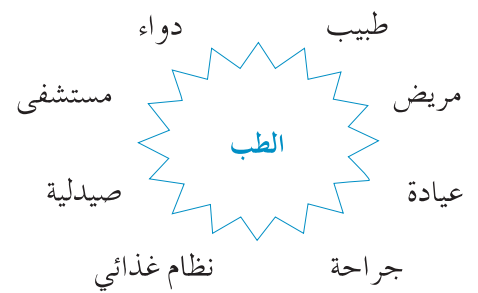 طبيب
دواء
مريض
مستشفى
الطب
عيادة
صيدلية
جراحة
نظام غذائي